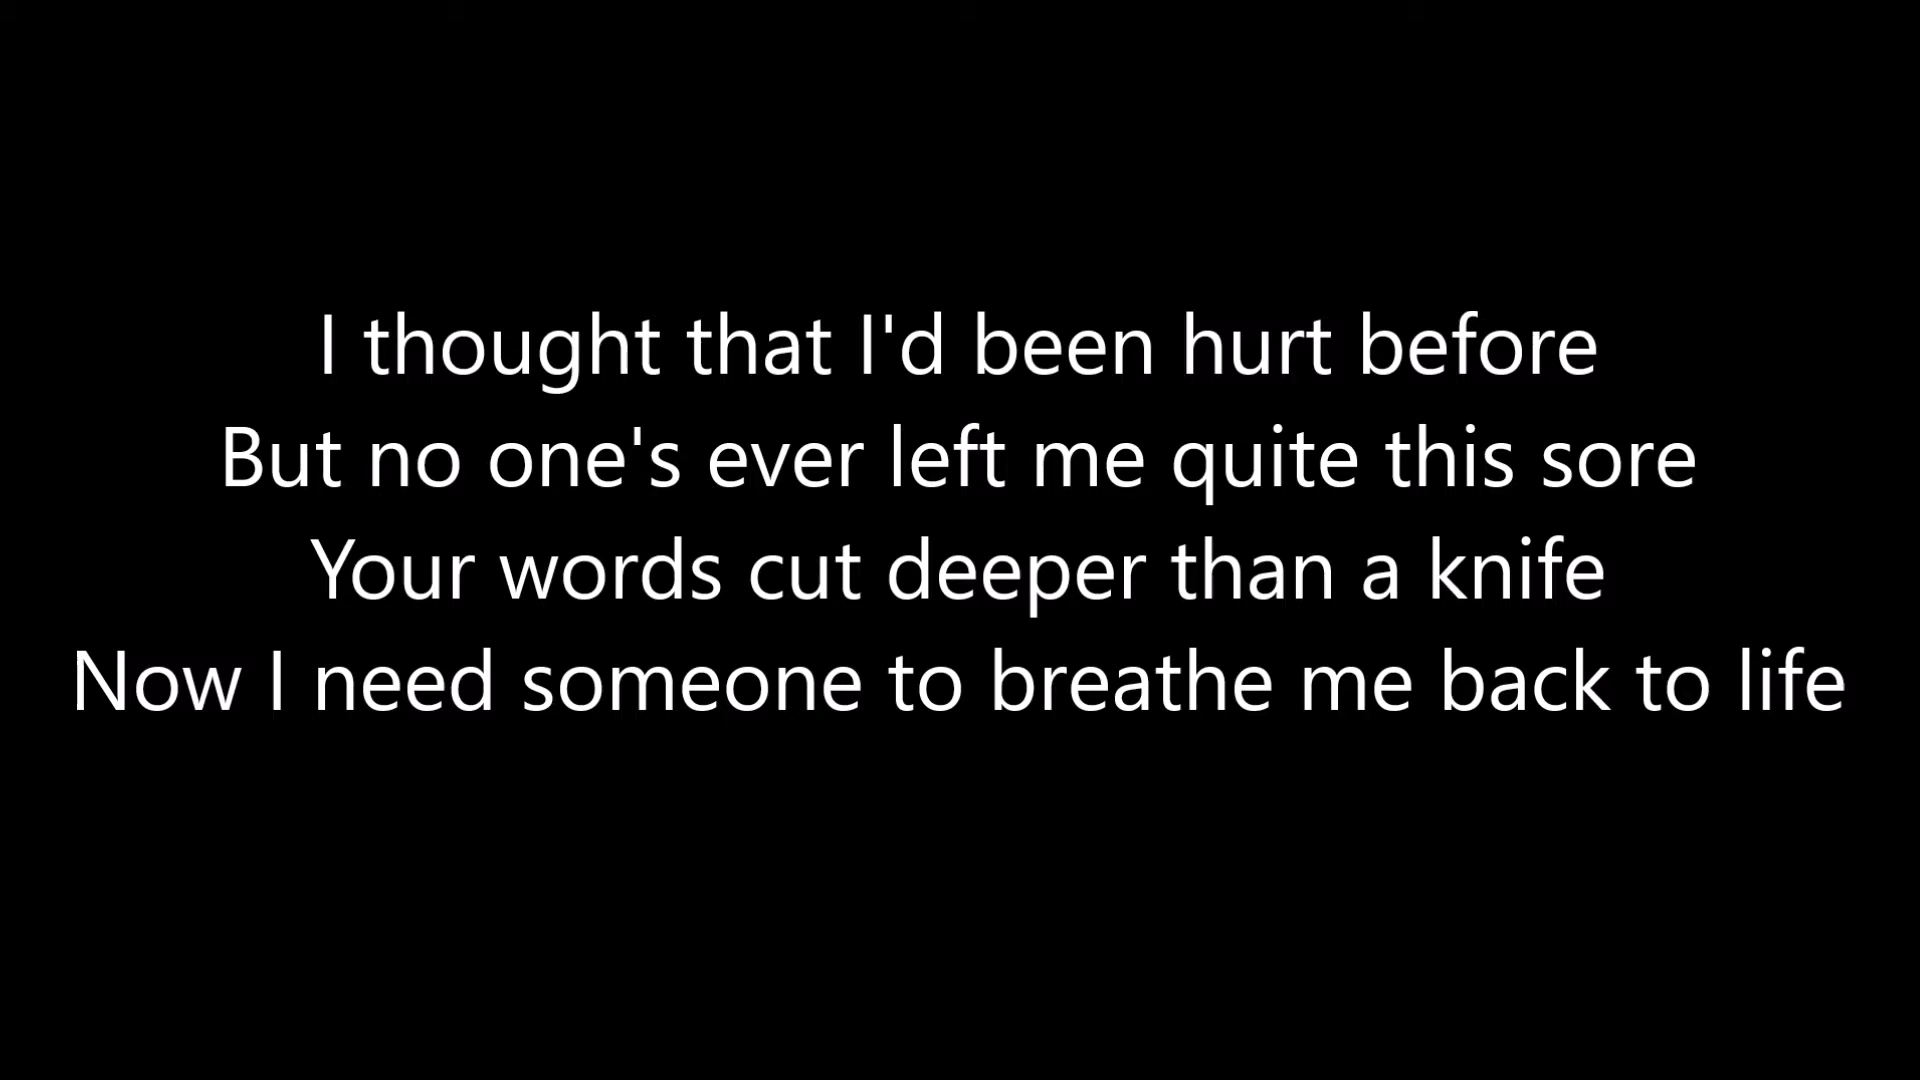 I thought that I'd been hurt before
But no one's ever left me quite this sore
Your words cut deeper than a knife
Now I need someone to breathe me back to life